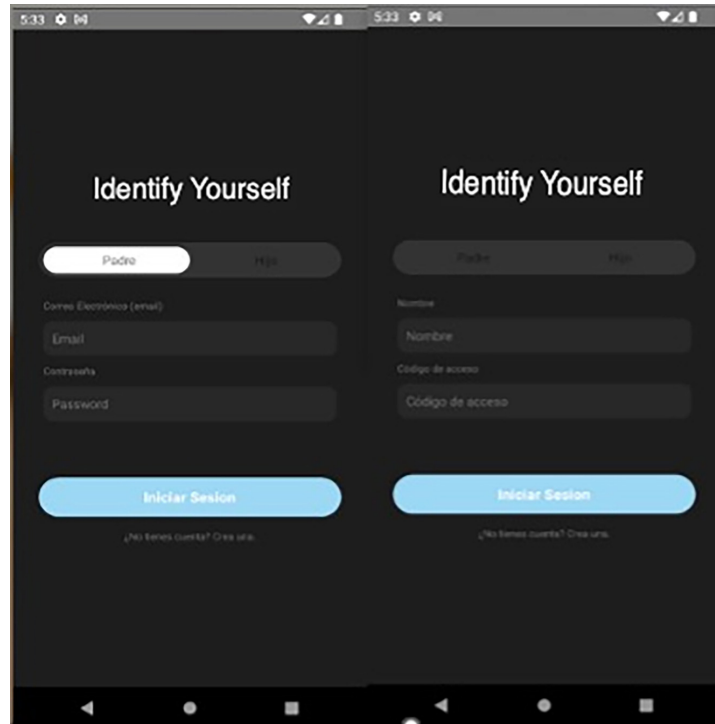 5:33
Identify Yourself
Padre Hijo
Correo Electrónico (email)
Email
Contraseña
Password
Iniciar Sesion
¿No tienes cuenta? Crea una.
5:33
Identify Yourself
Padre Hijo
Nombre
Nombre
Código de acceso
Código de acceso
Iniciar Sesion
¿No tienes cuenta? Crea una.